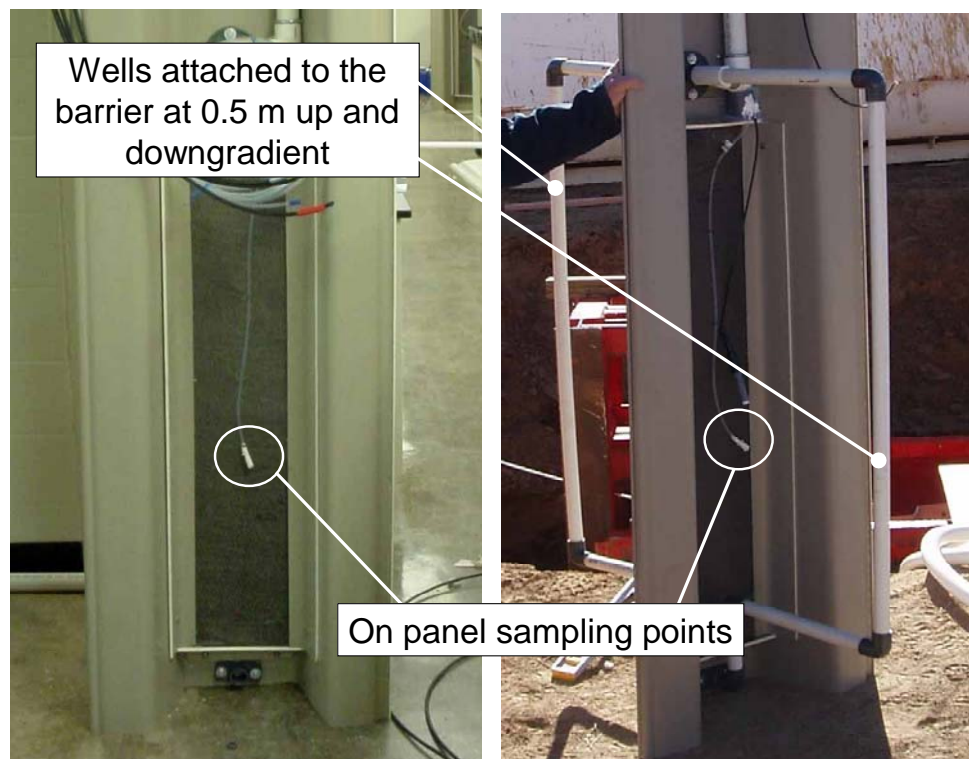 Wells attached to the
barrier at 0.5 m up and
downgradient
On panel sampling points